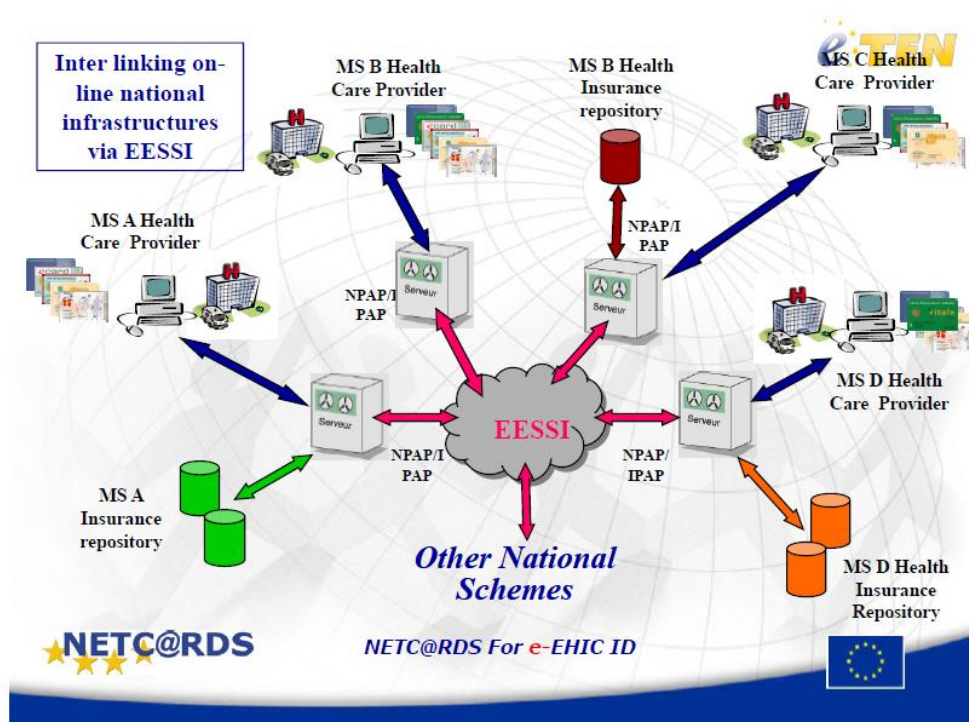 Inter linking on-
line national
infrastructures
via EESSI
MS B Health
Care Provider
MS B Health
Insurance
repository
e-TEN
MS C Health
Care Provider
MS A Health
Care Provider
NPAP/I
PAP
NPAP/I
PAP
Serveur
Serveur
vitale
MS D Health
Care Provider
Serveur
EESSI
Serveur
NPAP/I
PAP
NPAP/
IPAP
MS A
Insurance
repository
Other National
Schemes
MS D Health
Insurance
Repository
NETC@RDS
NETC@RDS For e-EHIC ID